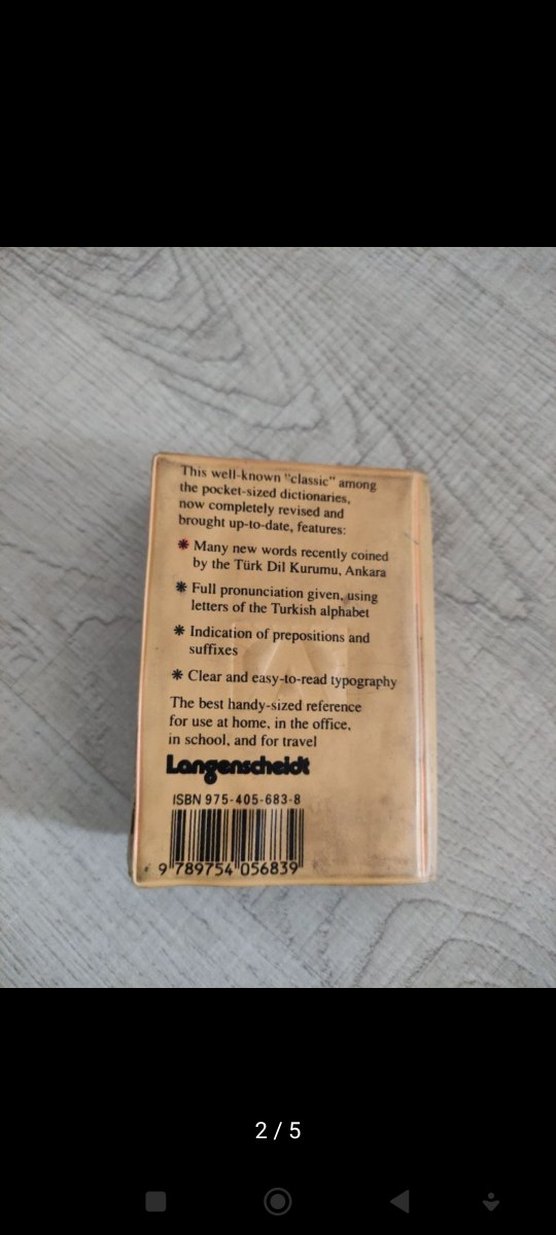 This well-known "classic" among
the pocket-sized dictionaries,
now completely revised and
brought up-to-date, features:
* Many new words recently coined
by the Türk Dil Kurumu, Ankara
* Full pronunciation given, using
letters of the Turkish alphabet
* Indication of prepositions and
suffixes
* Clear and easy-to-read typography
The best handy-sized reference
for use at home, in the office,
in school, and for travel
Langenscheidt
ISBN 975-405-683-8
9 789754 056839
2 / 5